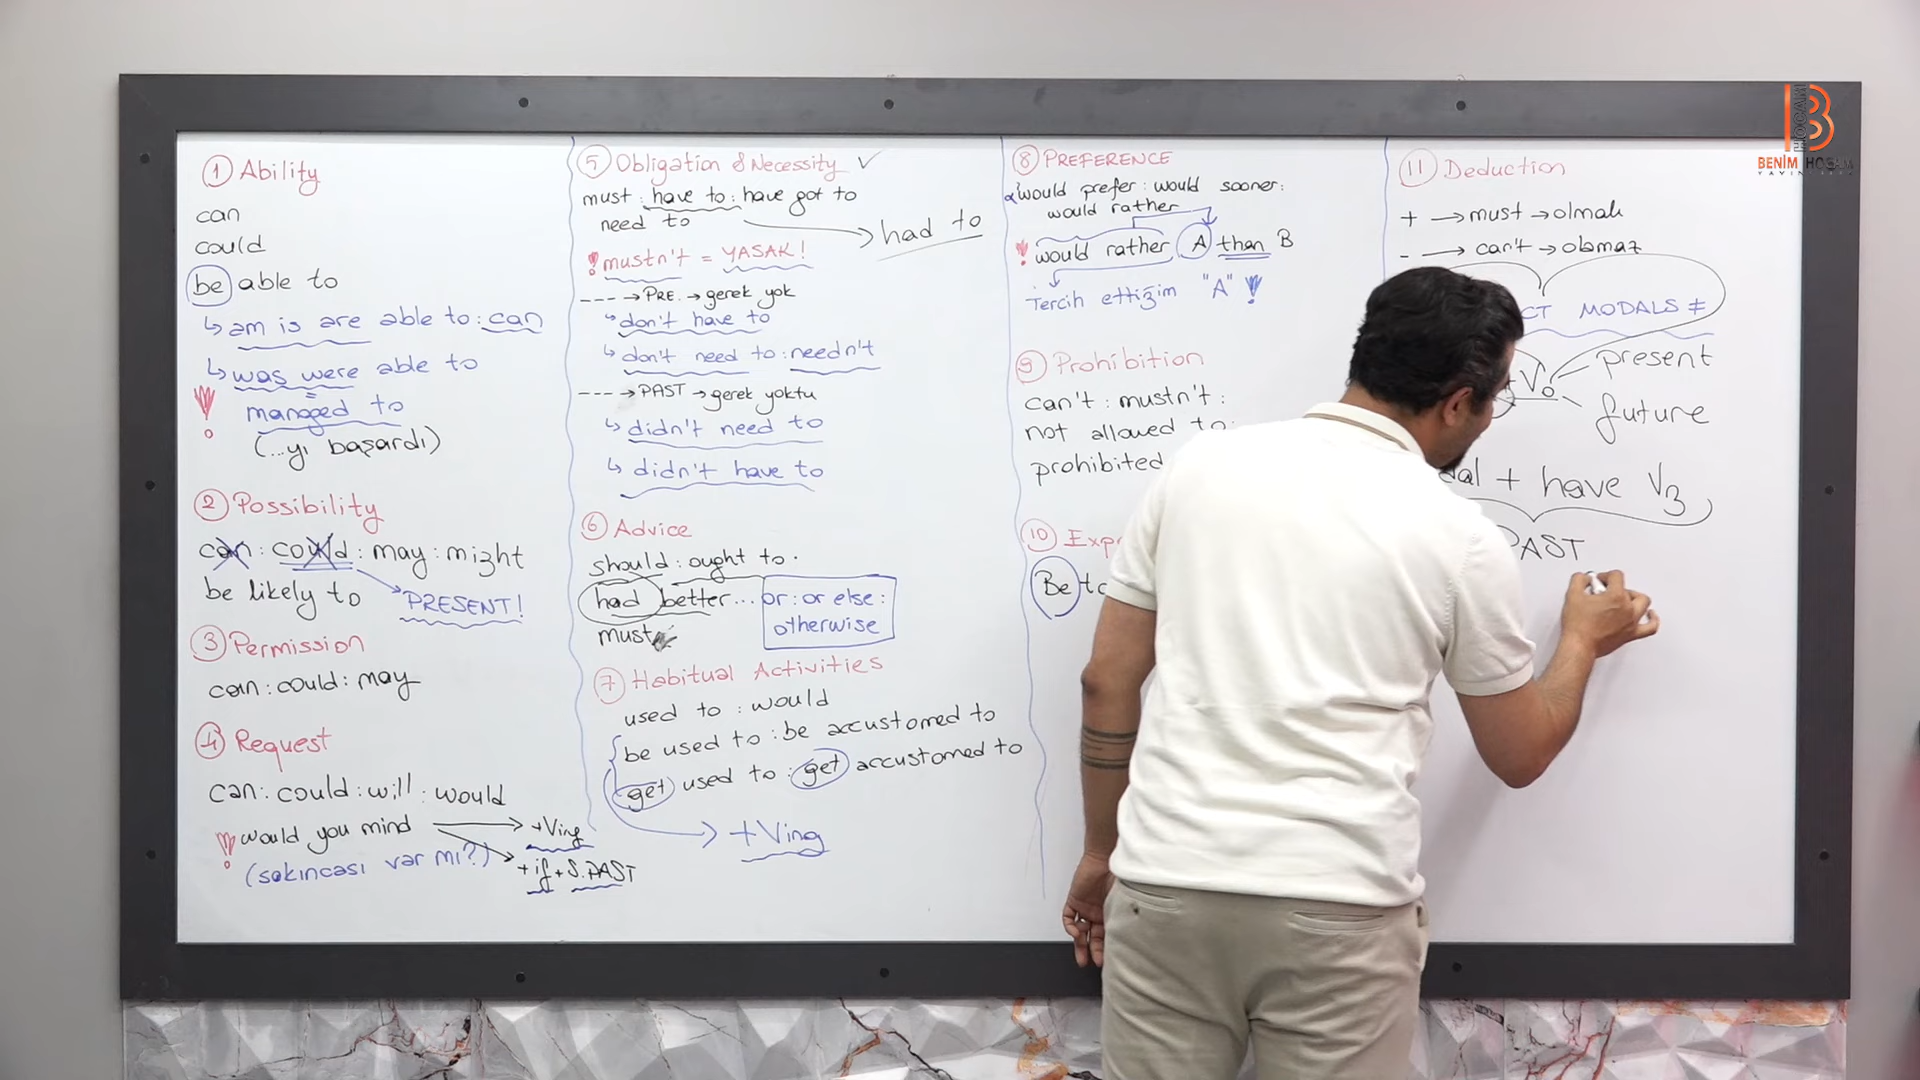 ① Ability
can
could
be able to
↳ am is are able to : can
↳ was were able to
! managed to
(...yı başardı)
② Possibility
can : could : may : might
be likely to
PRESENT!
③ Permission
can : could : may
④ Request
can : could : will : would
! would you mind → +Ving
(sakıncası var mı?) + if + S.PAST
⑤ Obligation & Necessity ✓
must : have to : have got to
need to → had to
! mustn't = YASAK !
---→ PRE. → gerek yok
↳ don't have to
↳ don't need to : needn't
---→ PAST → gerek yoktu
↳ didn't need to
↳ didn't have to
⑥ Advice
should : ought to
had better... or : or else :
otherwise
must
⑦ Habitual Activities
used to : would
be used to : be accustomed to
get used to : get accustomed to
→ +Ving
⑧ PREFERENCE
would prefer : would sooner :
would rather
! would rather A than B
Tercih ettiğim "A" !
⑨ Prohibition
can't : mustn't :
not allowed to
prohibited
⑩
Be
⑪ Deduction
+ → must → olmalı
- → can't → olamaz
MODALS ≠
+ V₀ present
future
+ have V3
PAST
BENİM HOCAM